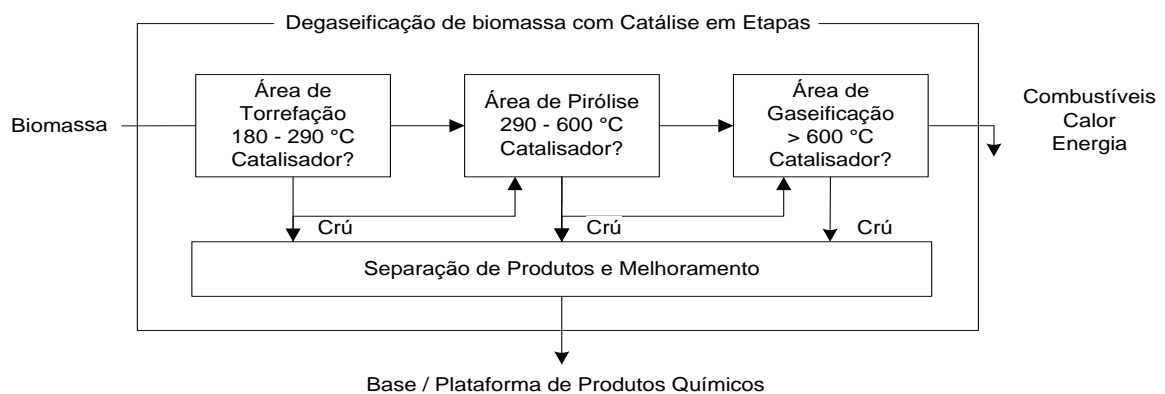 Degaseificação de biomassa com Catálise em Etapas
Biomassa
Área de
Torrefação
180 - 290 °C
Catalisador?
Área de Pirólise
290 - 600 °C
Catalisador?
Área de
Gaseificação
> 600 °C
Catalisador?
Combustíveis
Calor
Energia
Crú
Crú
Crú
Separação de Produtos e Melhoramento
Base / Plataforma de Produtos Químicos